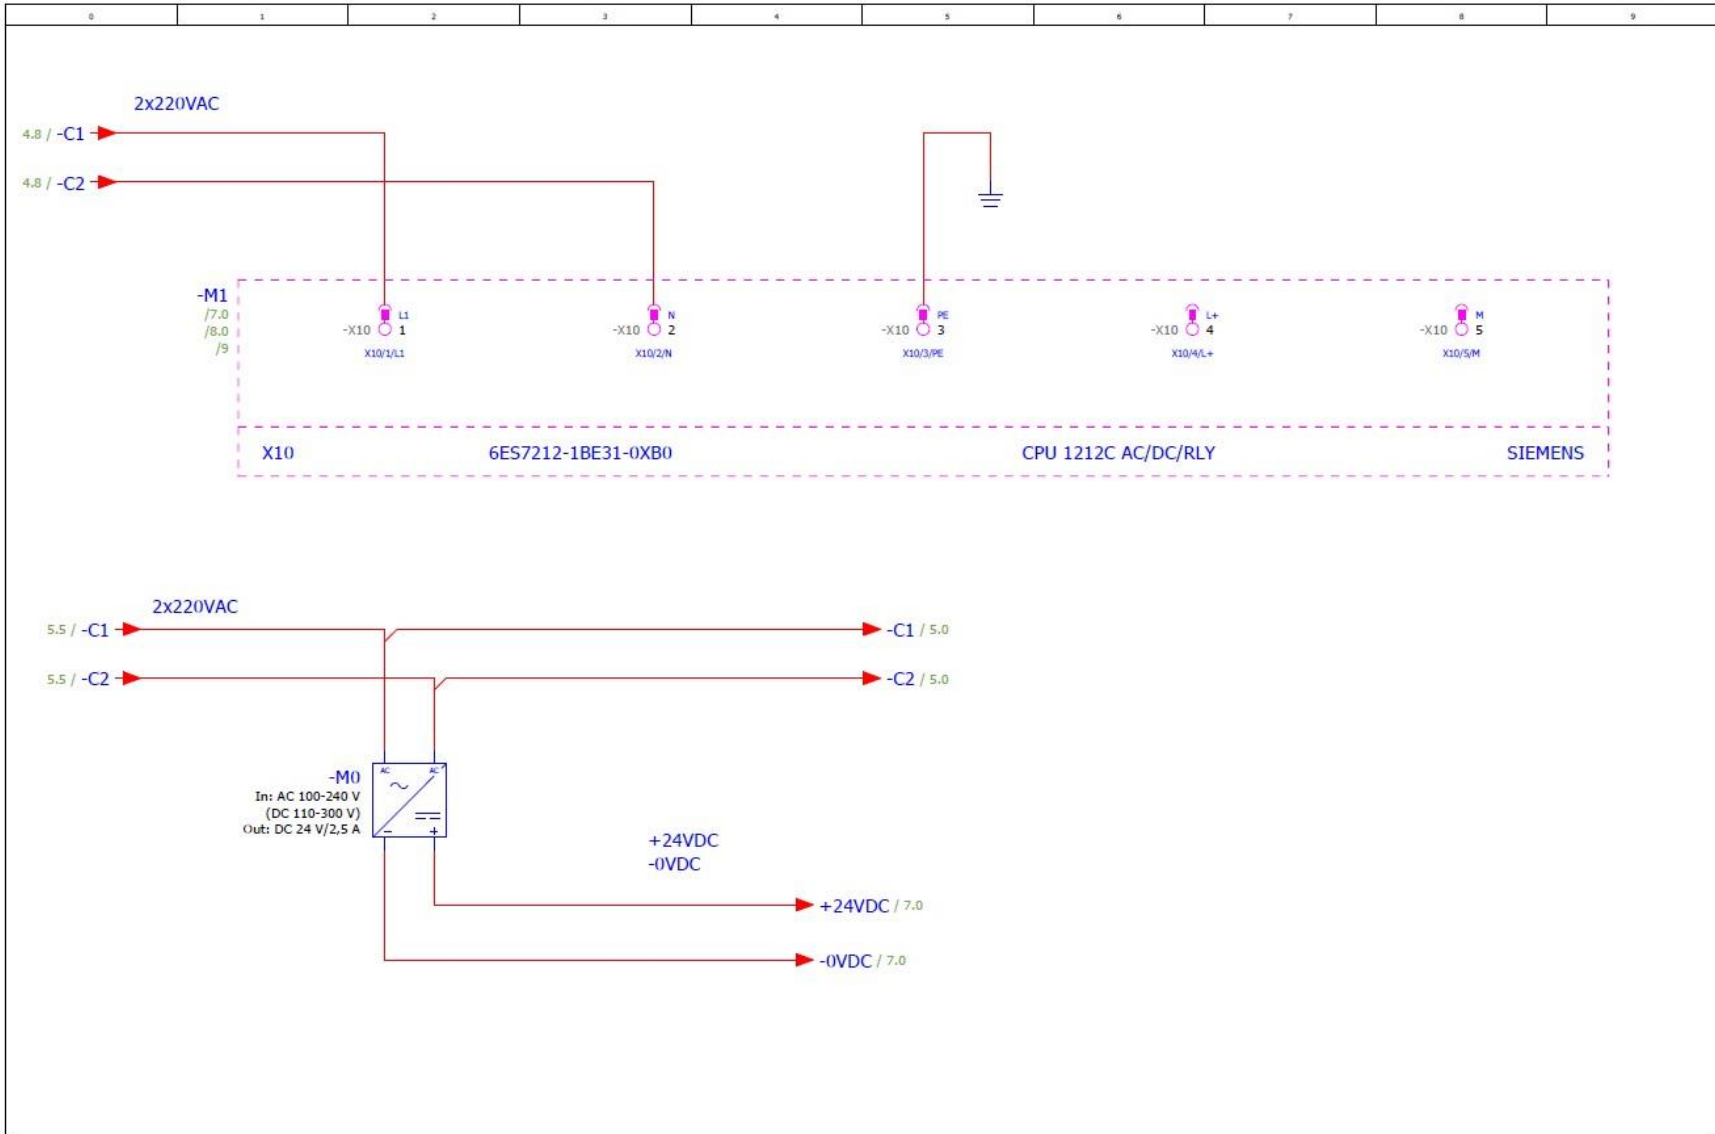 0 1 2 3 4 5 6 7 8 9
2x220VAC
4.8 / -C1
4.8 / -C2
-M1
/7.0
/8.0
/9
L1 N PE L+ M
-X10 1 -X10 2 -X10 3 -X10 4 -X10 5
X10/1/L1 X10/2/N X10/3/PE X10/4/L+ X10/5/M
X10 6ES7212-1BE31-0XB0 CPU 1212C AC/DC/RLY SIEMENS
2x220VAC
5.5 / -C1 -C1 / 5.0
5.5 / -C2 -C2 / 5.0
AC AC
-M0
In: AC 100-240 V
(DC 110-300 V)
Out: DC 24 V/2,5 A
- +
+24VDC
-0VDC
+24VDC / 7.0
-0VDC / 7.0